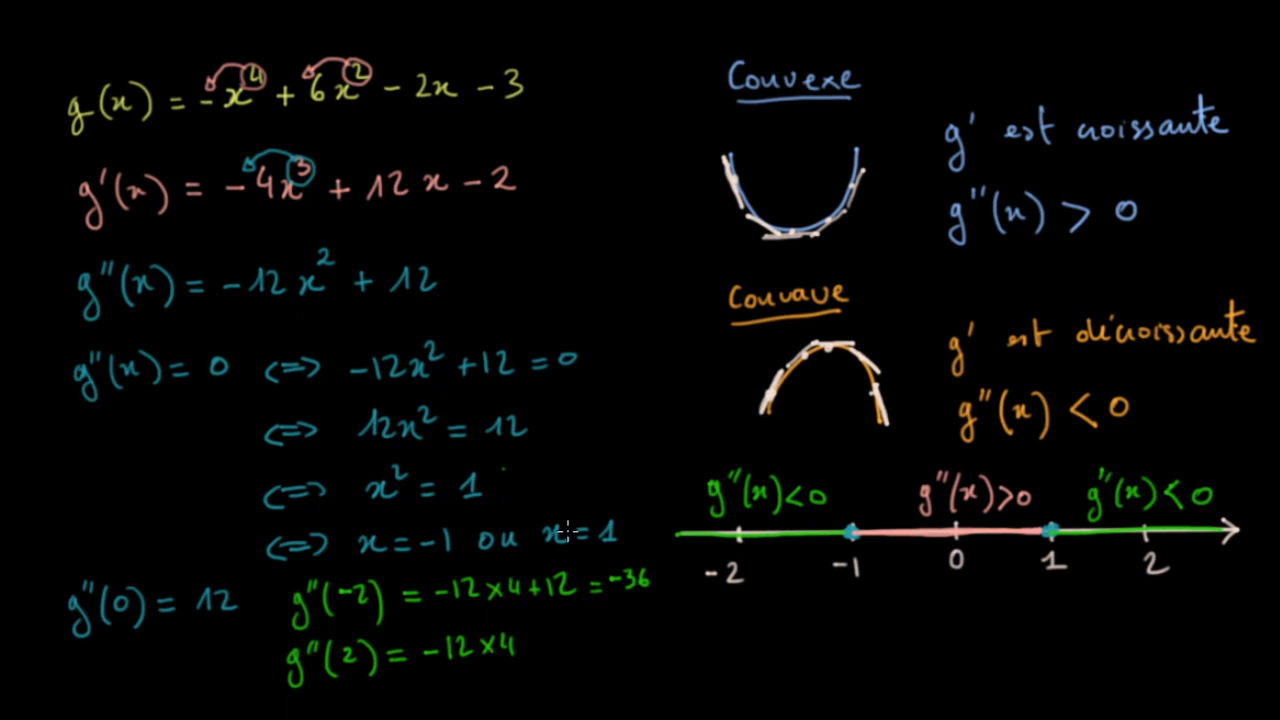 g(x) = -x⁴ + 6x² - 2x - 3
g'(x) = -4x³ + 12x - 2
g''(x) = -12x² + 12
g''(x) = 0 <=> -12x² + 12 = 0
<=> 12x² = 12
<=> x² = 1
<=> x = -1 ou x = 1
g''(0) = 12
g''(-2) = -12×4+12 = -36
g''(2) = -12×4
Convexe
g' est croissante
g''(x) > 0
Concave
g' est décroissante
g''(x) < 0
g''(x)<0 g''(x)>0 g''(x)<0
-2 -1 0 1 2